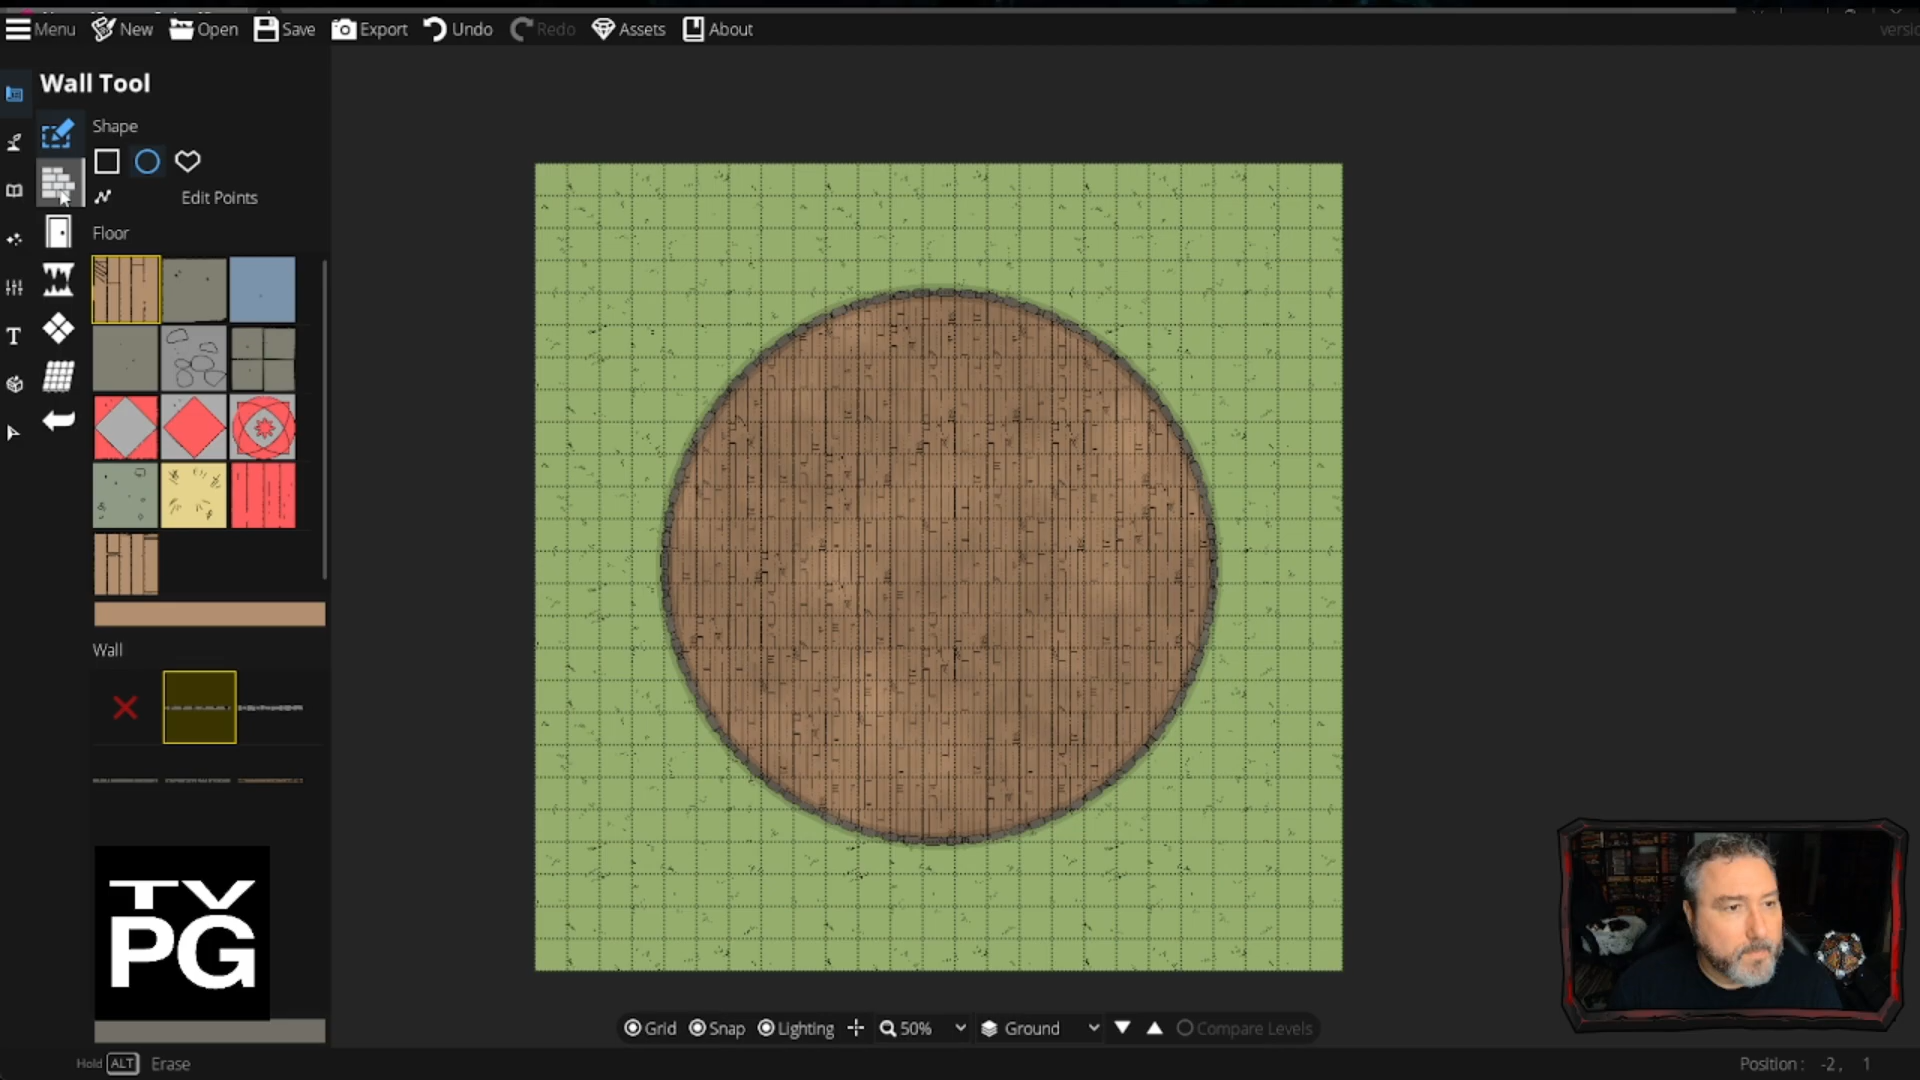 Menu New Open Save Export Undo Redo Assets About versio
Wall Tool
Shape
Edit Points
Floor
Wall
TV
PG
Grid Snap Lighting 50% Ground Compare Levels
Hold ALT Erase
Position: -2, 1